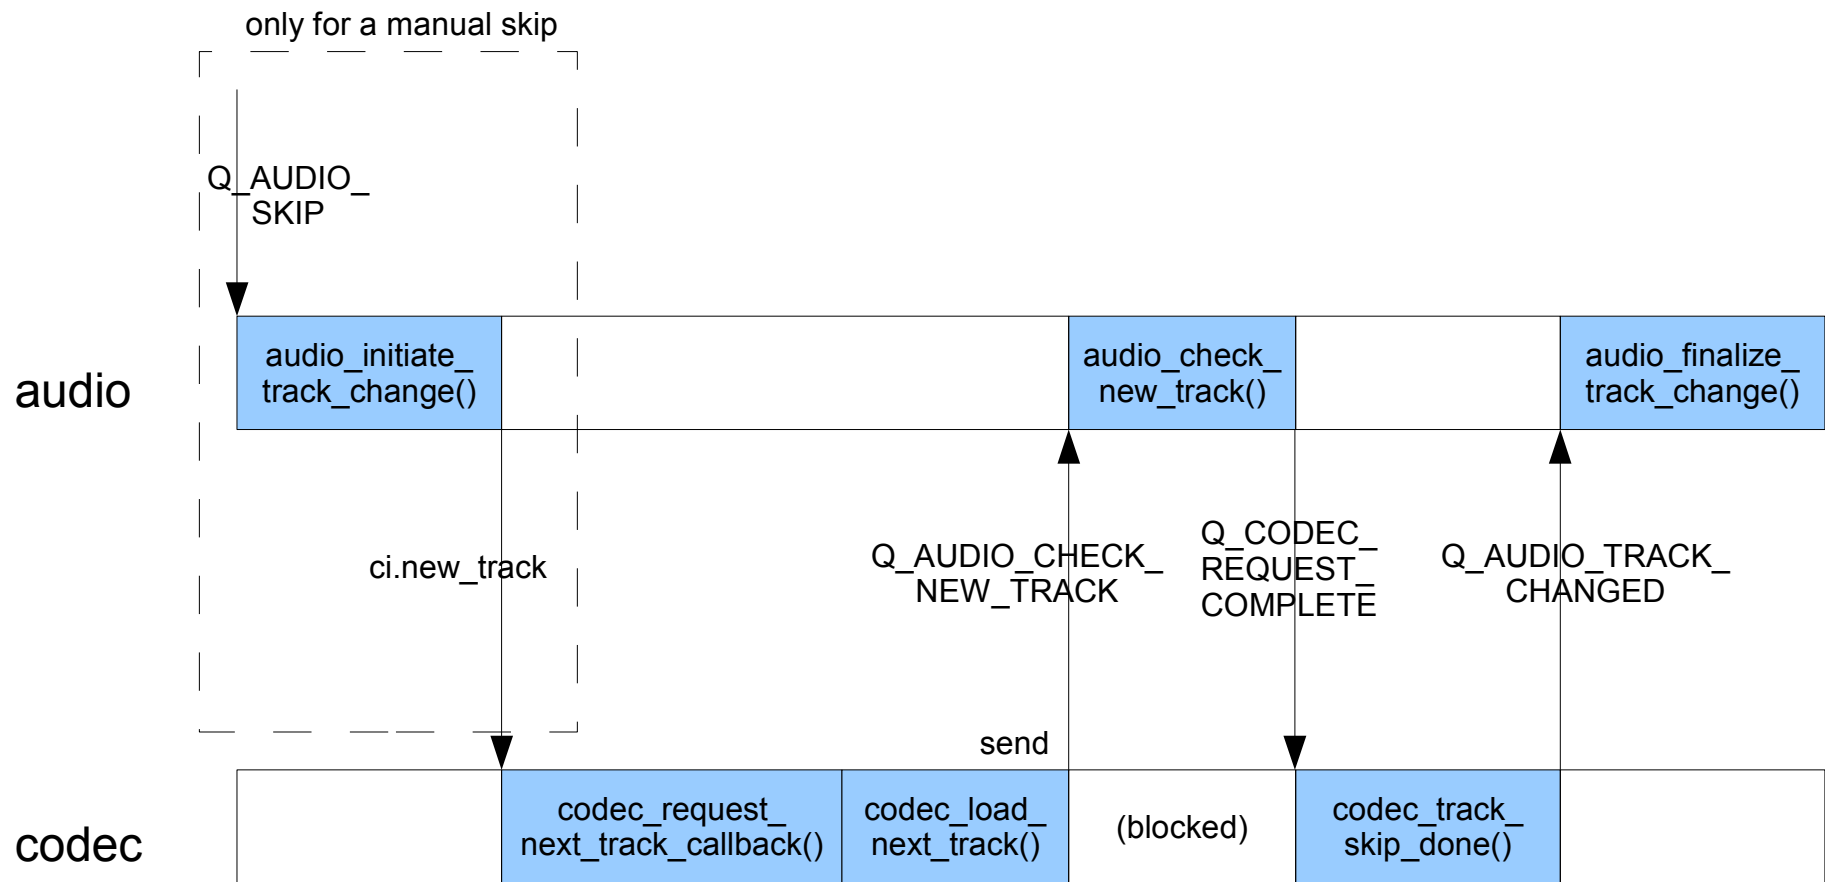 only for a manual skip
Q_AUDIO_
SKIP
audio
audio_initiate_
track_change()
audio_check_
new_track()
audio_finalize_
track_change()
ci.new_track
Q_AUDIO_CHECK_
NEW_TRACK
Q_CODEC_
REQUEST_
COMPLETE
Q_AUDIO_TRACK_
CHANGED
send
codec
codec_request_
next_track_callback()
codec_load_
next_track()
(blocked)
codec_track_
skip_done()